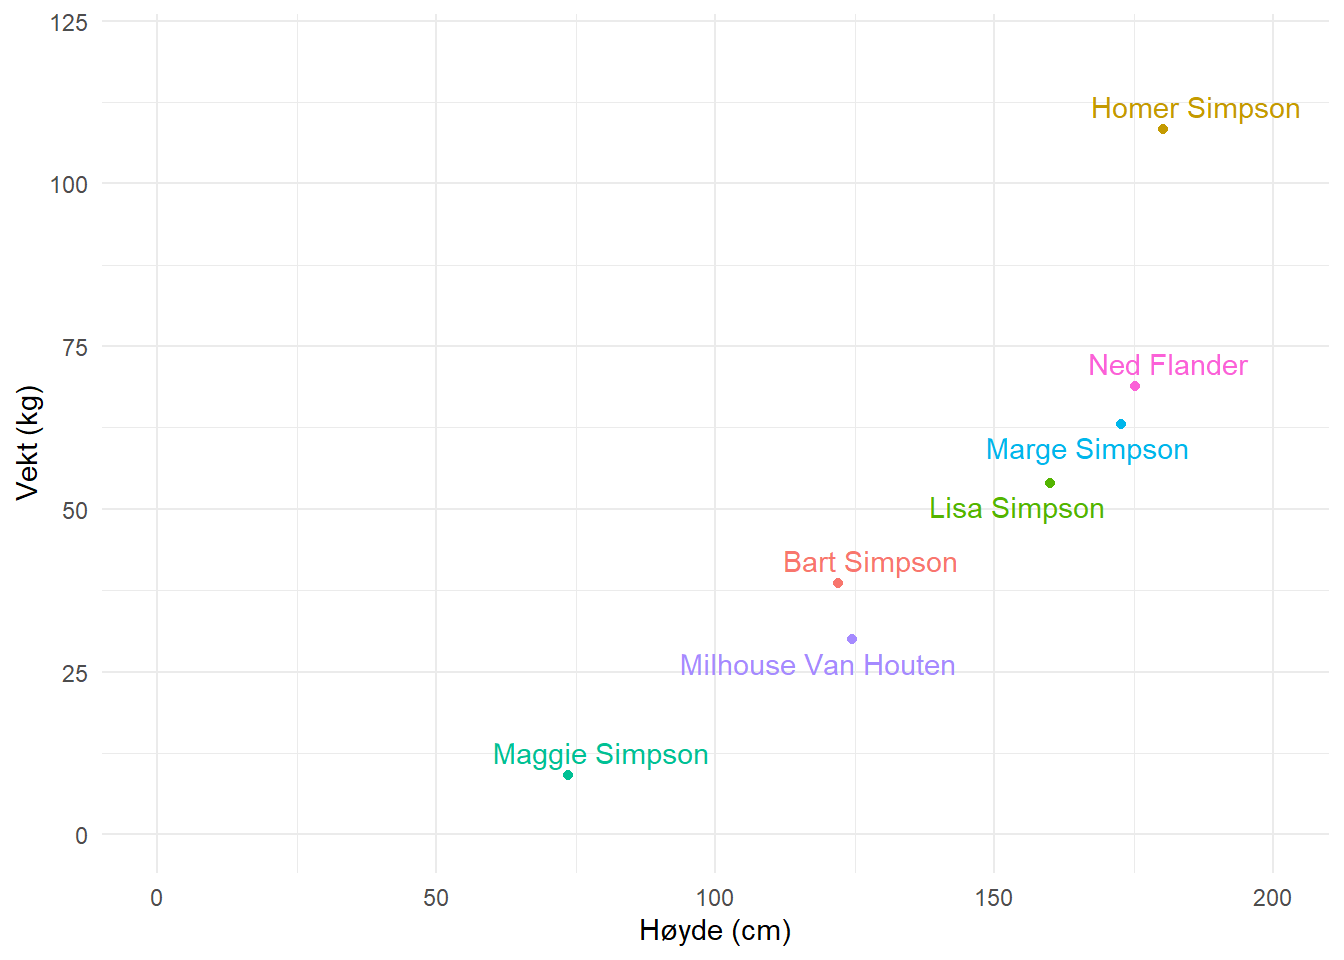 125
Homer Simpson
100
75
Ned Flander
Vekt (kg)
Marge Simpson
50
Lisa Simpson
Bart Simpson
Milhouse Van Houten
25
Maggie Simpson
0
0
50
100
150
200
Høyde (cm)